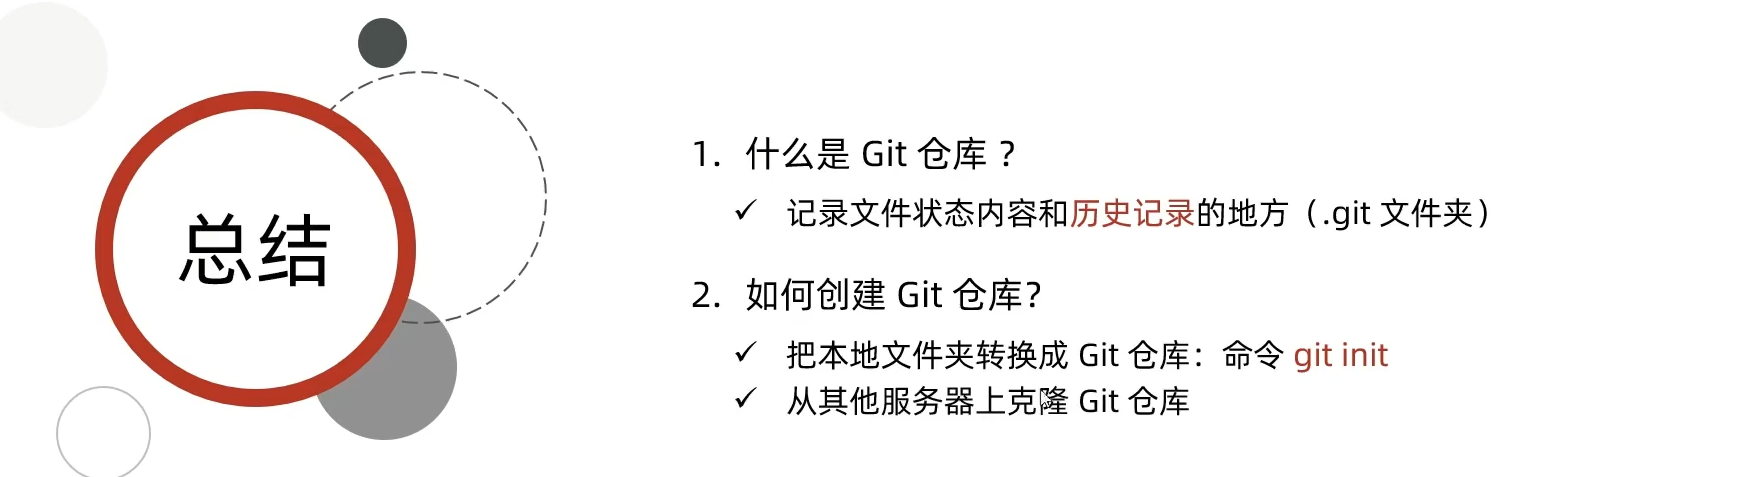 总结
1. 什么是 Git 仓库？
✓ 记录文件状态内容和历史记录的地方（.git 文件夹）
2. 如何创建 Git 仓库?
✓ 把本地文件夹转换成 Git 仓库：命令 git init
✓ 从其他服务器上克隆 Git 仓库